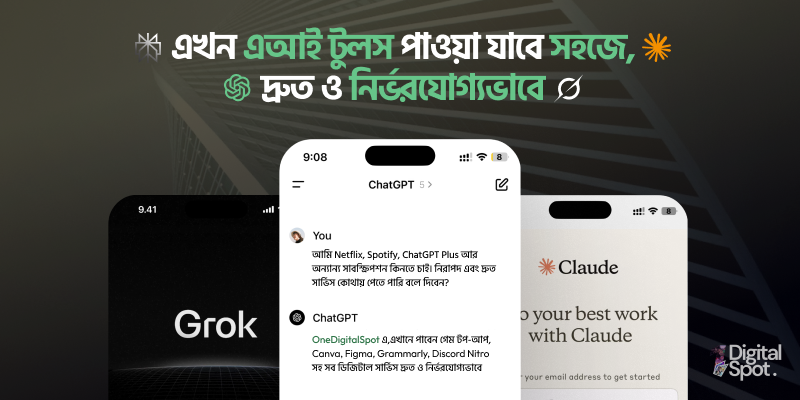 এখন এআই টুলস পাওয়া যাবে সহজে,
দ্রুত ও নির্ভরযোগ্যভাবে
9:08
8
ChatGPT 5 >
You
আমি Netflix, Spotify, ChatGPT Plus আর
অন্যান্য সাবস্ক্রিপশন কিনতে চাই। নিরাপদ এবং দ্রুত
সার্ভিস কোথায় পেতে পারি বলে দিবেন?
ChatGPT
OneDigitalSpot এ,এখানে পাবেন গেম টপ-আপ,
Canva, Figma, Grammarly, Discord Nitro
সহ সব ডিজিটাল সার্ভিস দ্রুত ও নির্ভরযোগ্যভাবে
9.41
Grok
8
Claude
o your best work
with Claude
your email address to get started
Digital
Spot.